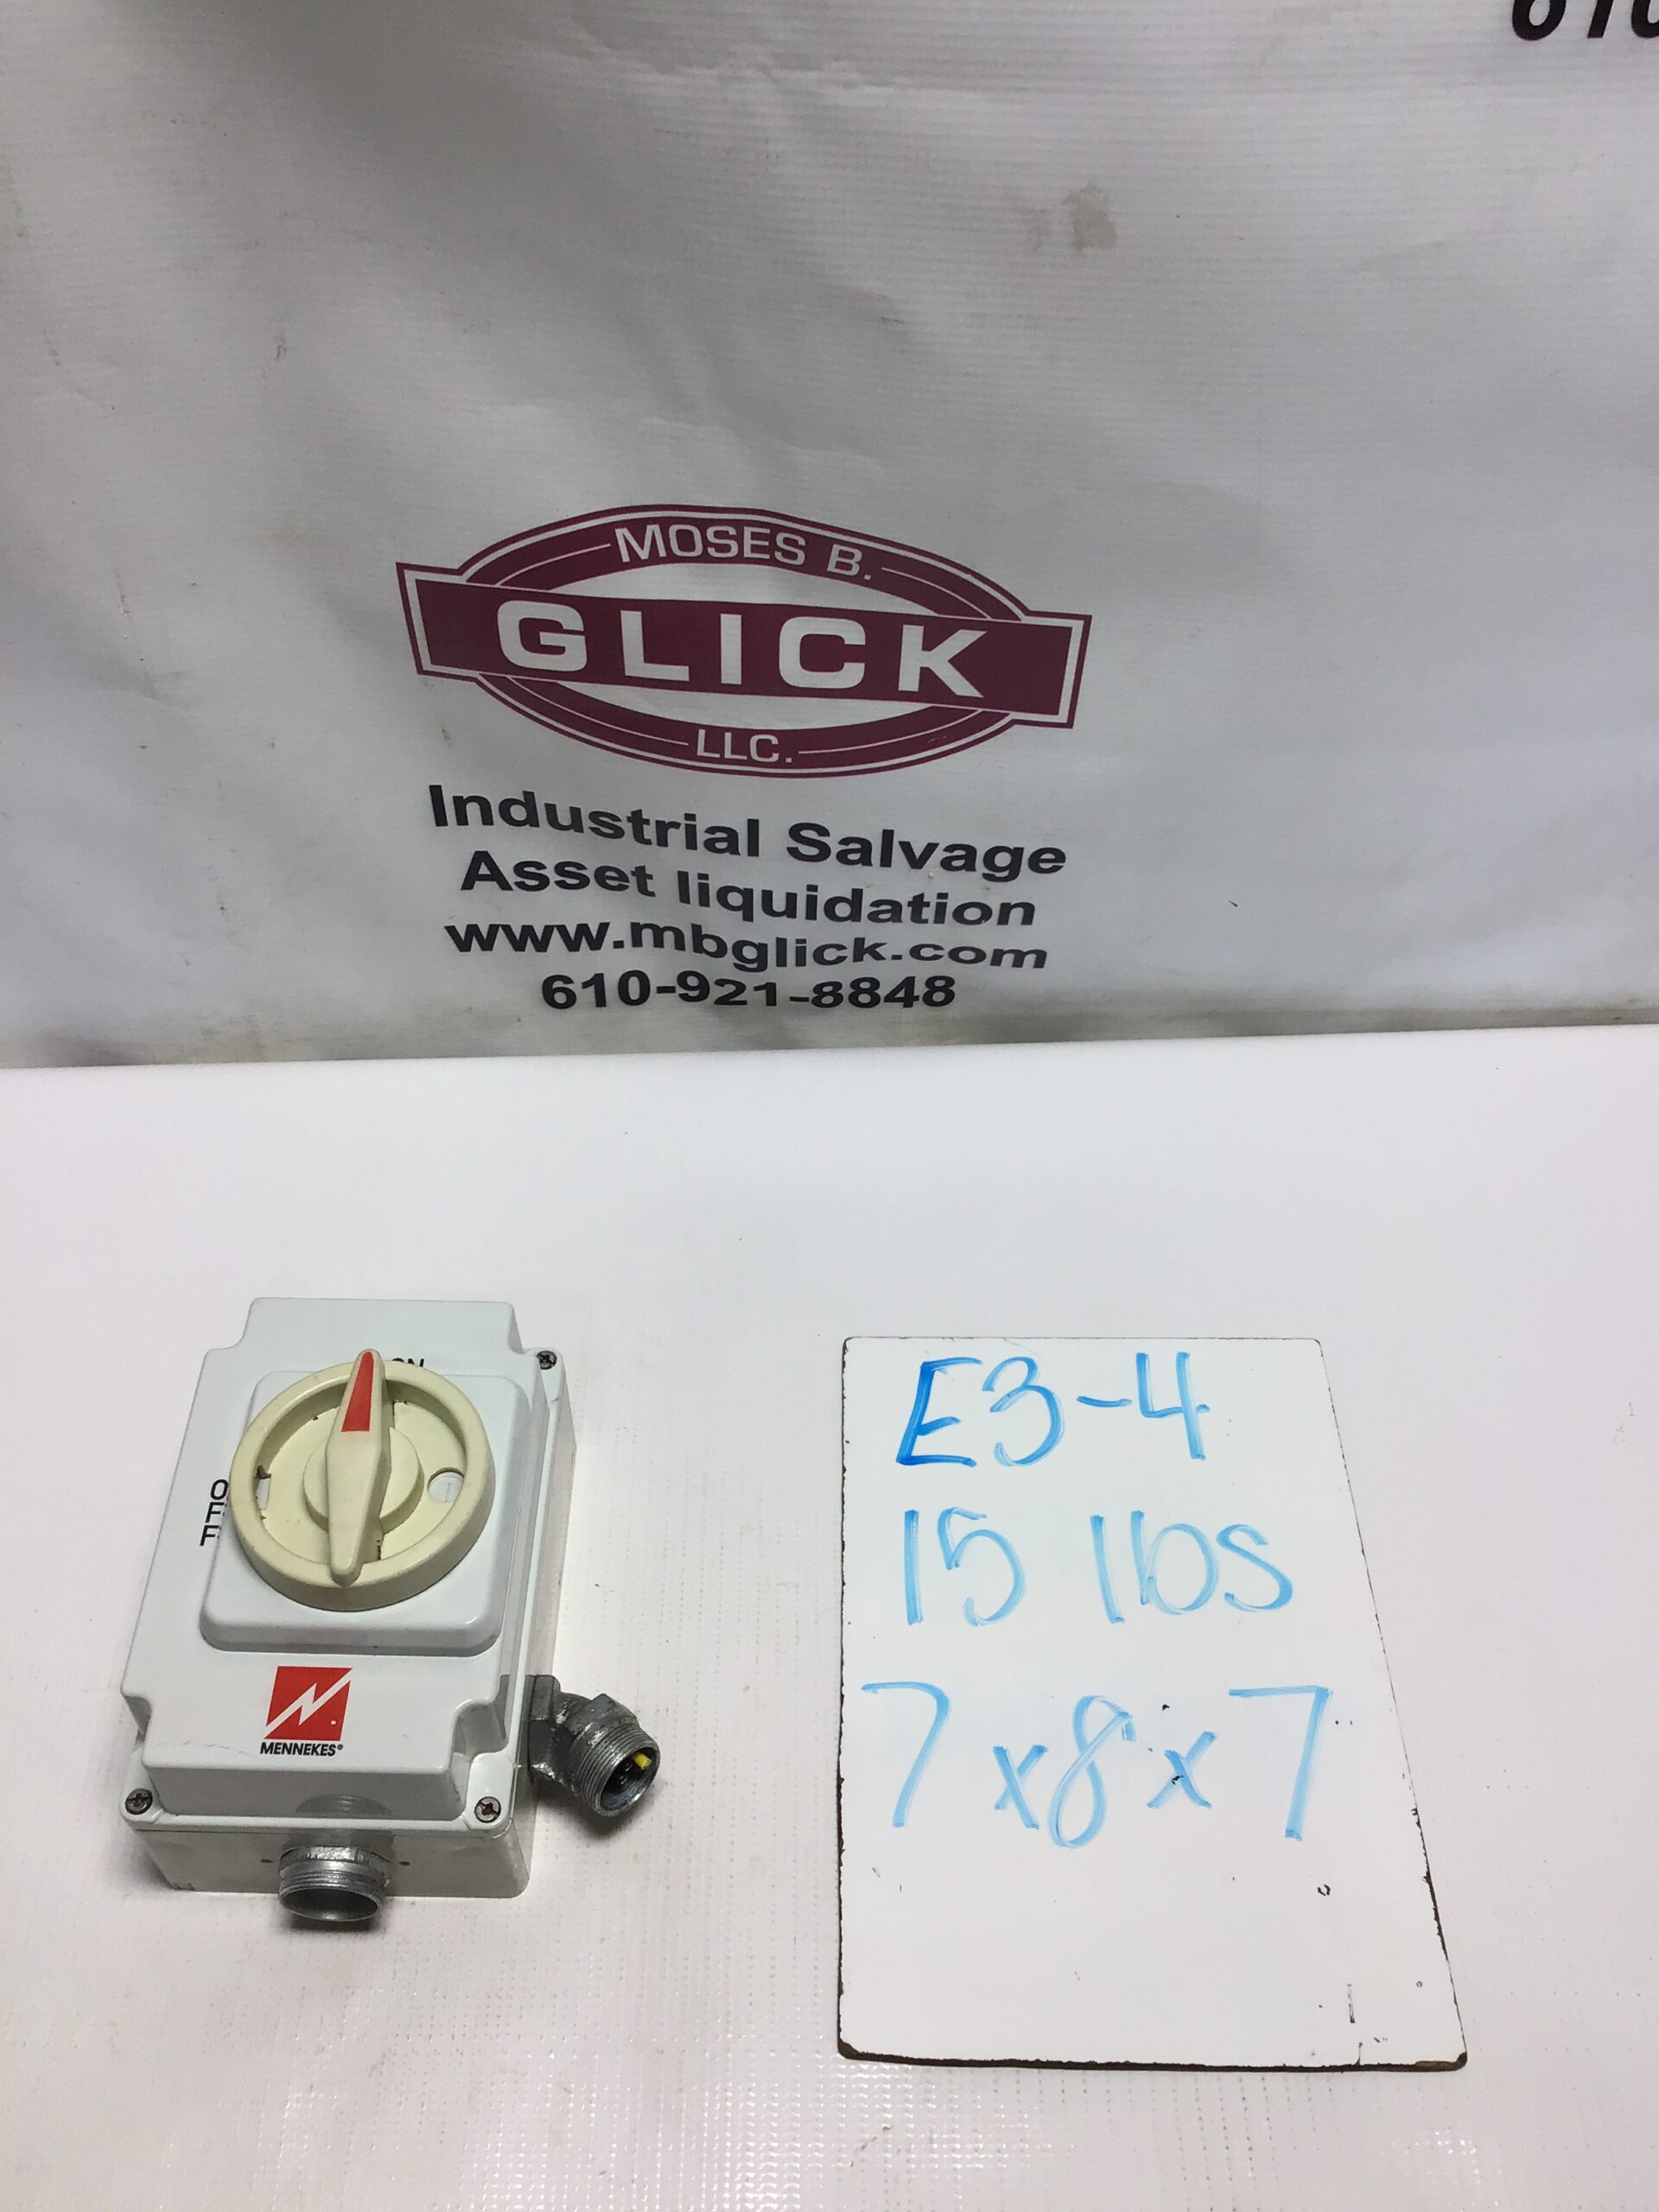 610
MOSES B.
GLICK
LLC.
Industrial Salvage
Asset liquidation
www.mbglick.com
610-921-8848
ON
OFF
MENNEKES®
E3-4
15 lbs
7x8x7